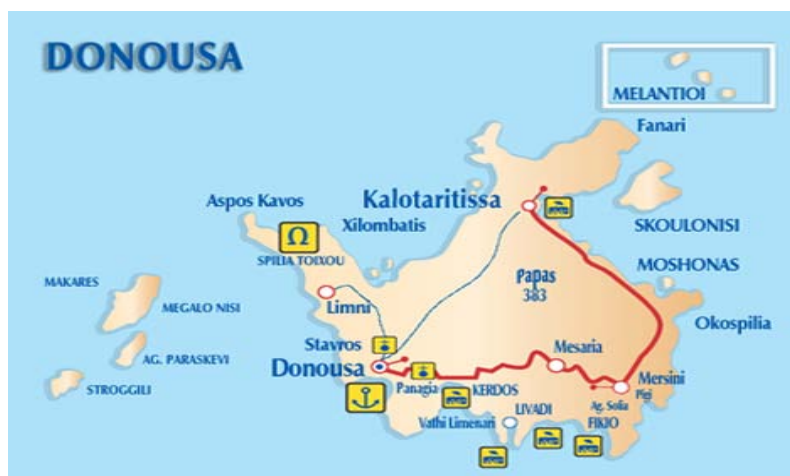 DONOUSA
MELANTIOI
Fanari
Kalotaritissa
Aspos Kavos
Xilombatis
SKOULONISI
Ω
SPILIA TOIXOU
MOSHONAS
Papas
383
MAKARES
MEGALO NISI
Limni
Okospilia
Stavros
AG. PARASKEVI
Mesaria
Donousa
Mersini
STROGGILI
Panagia
KERDOS
Pigi
Ag. Sofia
LIVADI
Vathi Limenari
FIKIO